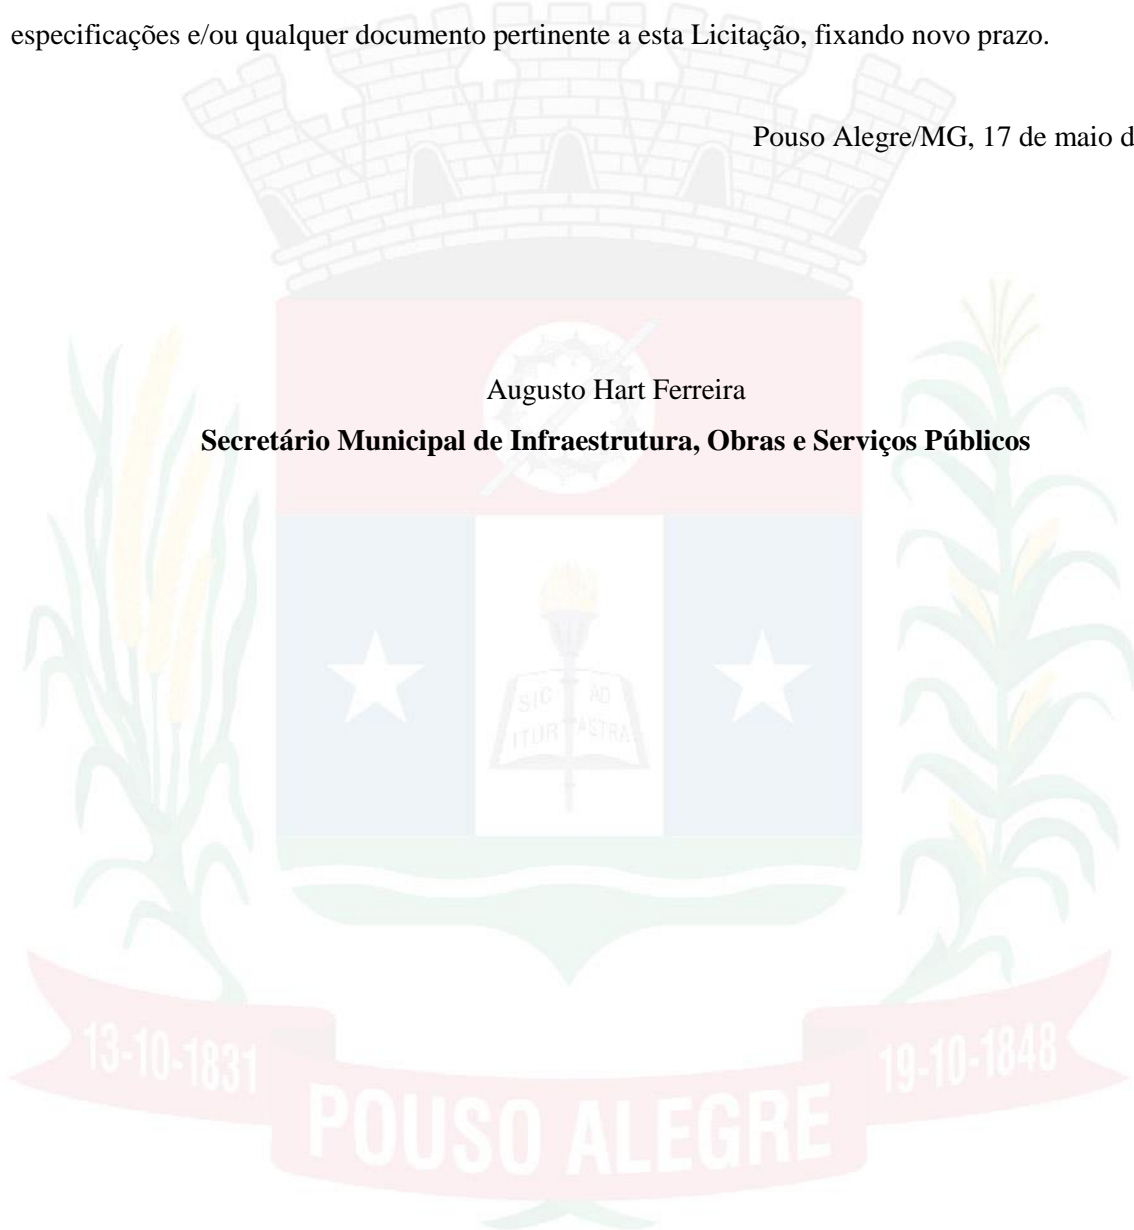 especificações e/ou qualquer documento pertinente a esta Licitação, fixando novo prazo.
Pouso Alegre/MG, 17 de maio d
Augusto Hart Ferreira
Secretário Municipal de Infraestrutura, Obras e Serviços Públicos
SIC AD
ITUR ASTRA
13-10-1831
19-10-1848
POUSO ALEGRE